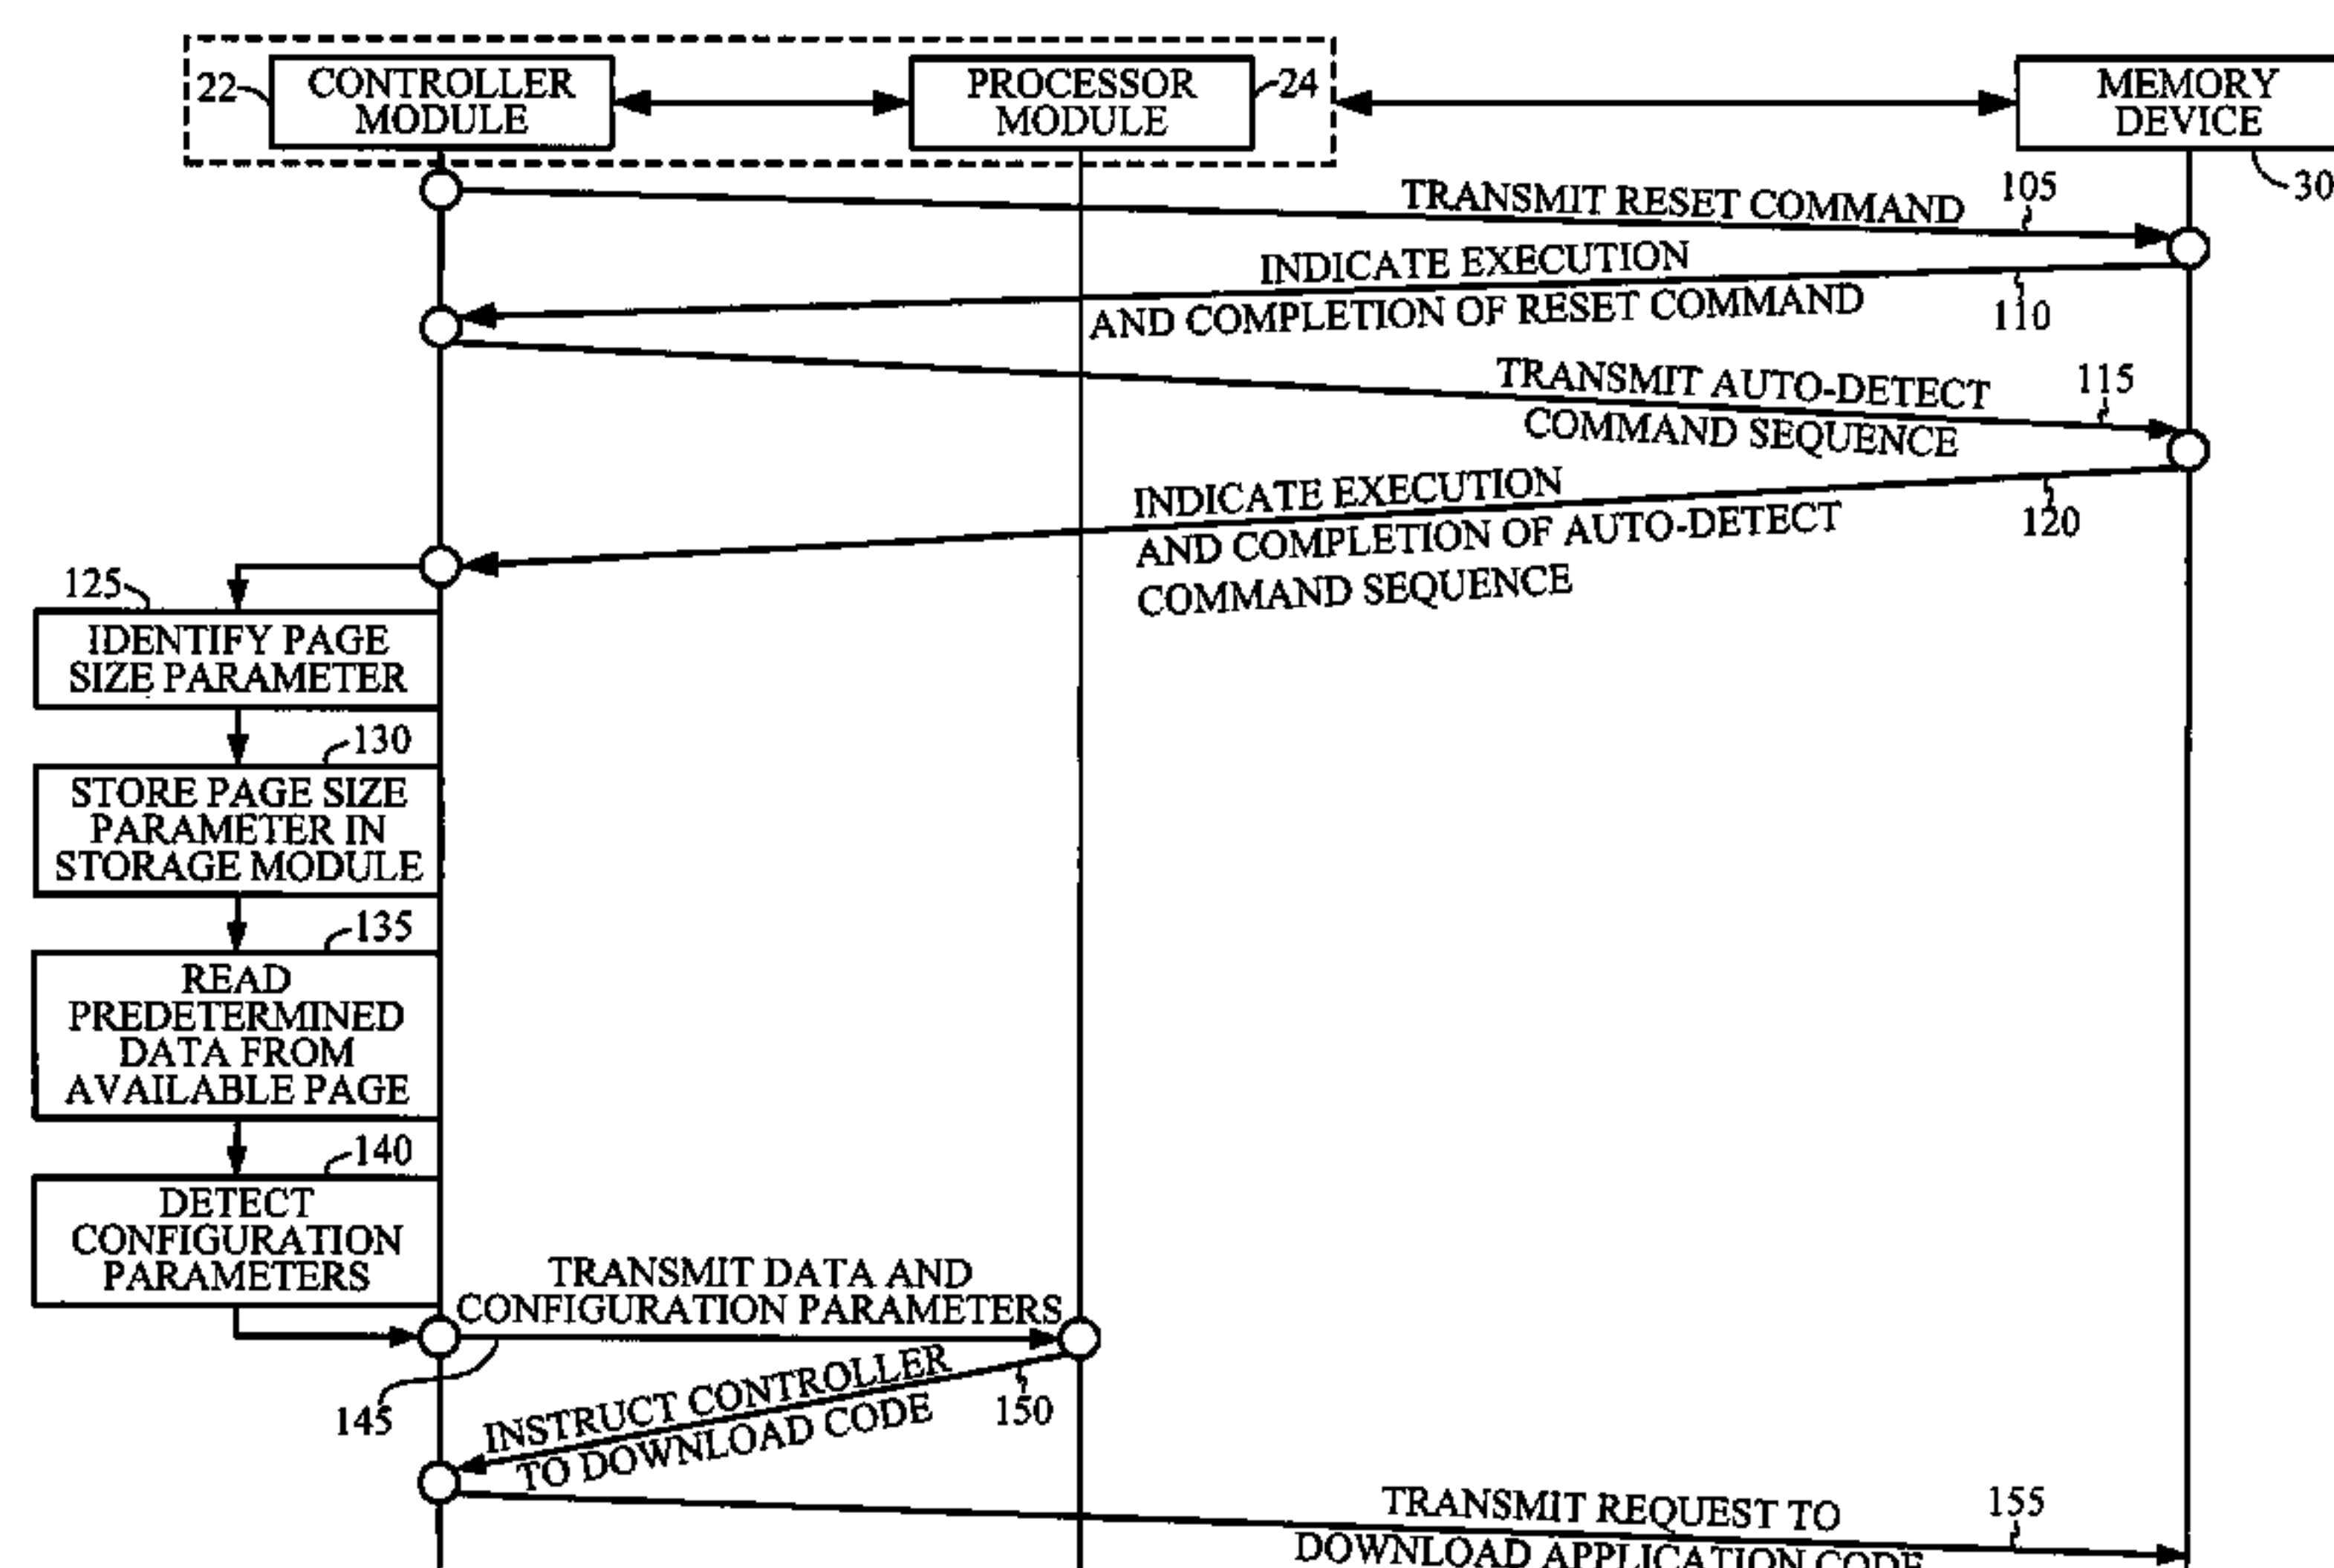 22
CONTROLLER
MODULE
PROCESSOR
MODULE
24
MEMORY
DEVICE
30
TRANSMIT RESET COMMAND
105
INDICATE EXECUTION
AND COMPLETION OF RESET COMMAND
110
TRANSMIT AUTO-DETECT
COMMAND SEQUENCE
115
INDICATE EXECUTION
AND COMPLETION OF AUTO-DETECT
COMMAND SEQUENCE
120
125
IDENTIFY PAGE
SIZE PARAMETER
130
STORE PAGE SIZE
PARAMETER IN
STORAGE MODULE
135
READ
PREDETERMINED
DATA FROM
AVAILABLE PAGE
140
DETECT
CONFIGURATION
PARAMETERS
TRANSMIT DATA AND
CONFIGURATION PARAMETERS
145
INSTRUCT CONTROLLER
TO DOWNLOAD CODE
150
TRANSMIT REQUEST TO
DOWNLOAD APPLICATION CODE
155